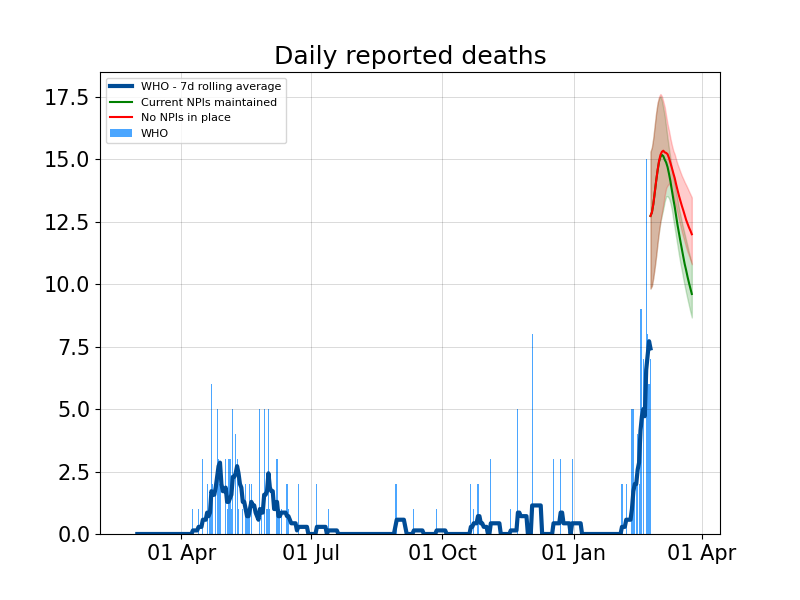 Daily reported deaths
WHO - 7d rolling average
Current NPIs maintained
No NPIs in place
WHO
17.5
15.0
12.5
10.0
7.5
5.0
2.5
0.0
01 Apr 01 Jul 01 Oct 01 Jan 01 Apr